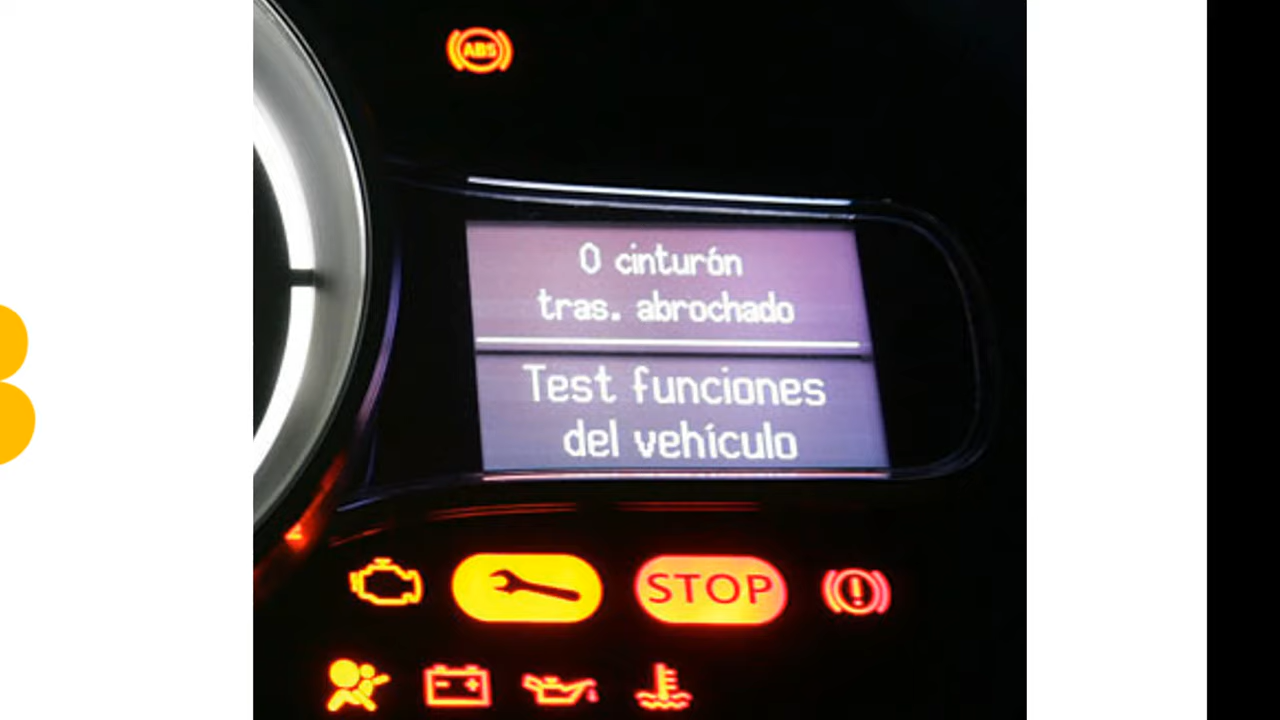 ABS
0 cinturón
tras. abrochado
Test funciones
del vehículo
STOP